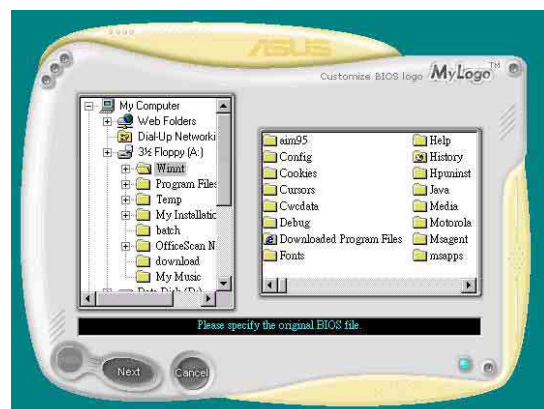 ASUS
Customize BIOS logo MyLogo™
My Computer
Web Folders
Dial-Up Networki
3½ Floppy (A:)
Winnt
Program Files
Temp
My Installatic
batch
OfficeScan N
download
My Music
Data Disk (D:)
aim95
Config
Cookies
Cursors
Cwcdata
Debug
Downloaded Program Files
Fonts
Help
History
Hpuninst
Java
Media
Motorola
Msagent
msapps
Please specify the original BIOS file.
Next
Cancel